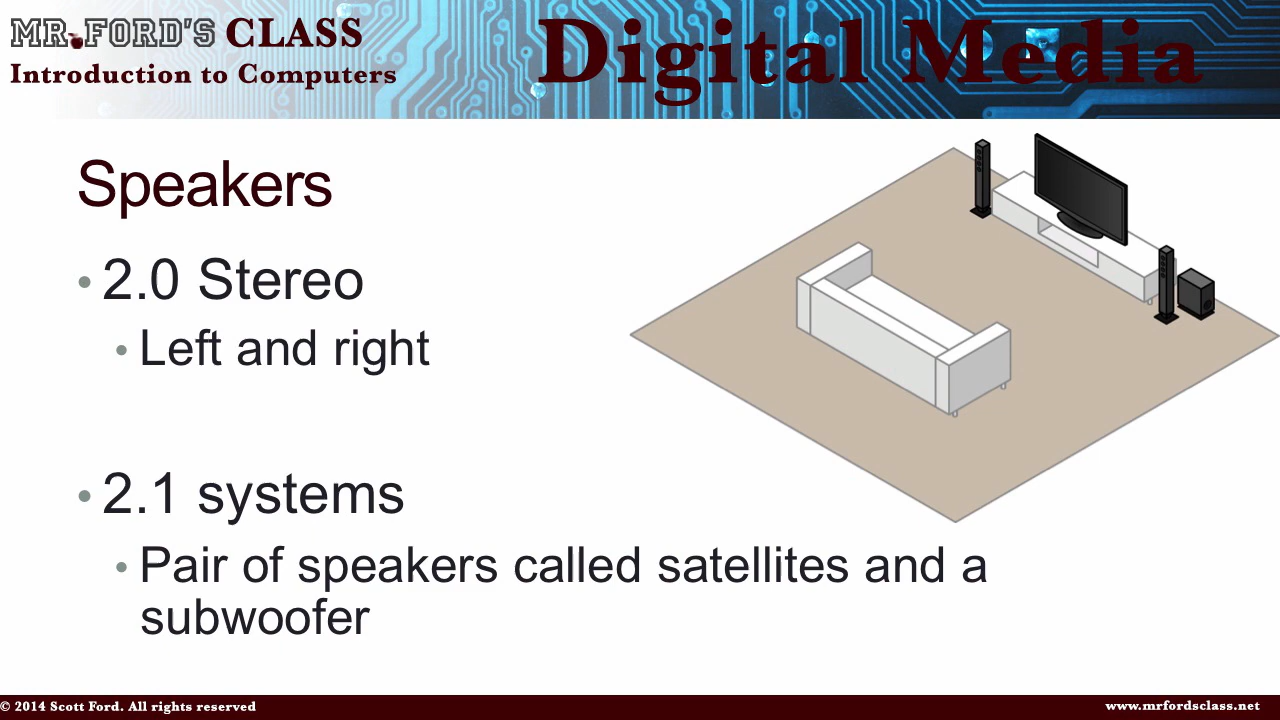 MR. FORD'S CLASS
Introduction to Computers
Digital Media
Speakers
• 2.0 Stereo
• Left and right
• 2.1 systems
• Pair of speakers called satellites and a
subwoofer
© 2014 Scott Ford. All rights reserved
www.mrfordsclass.net